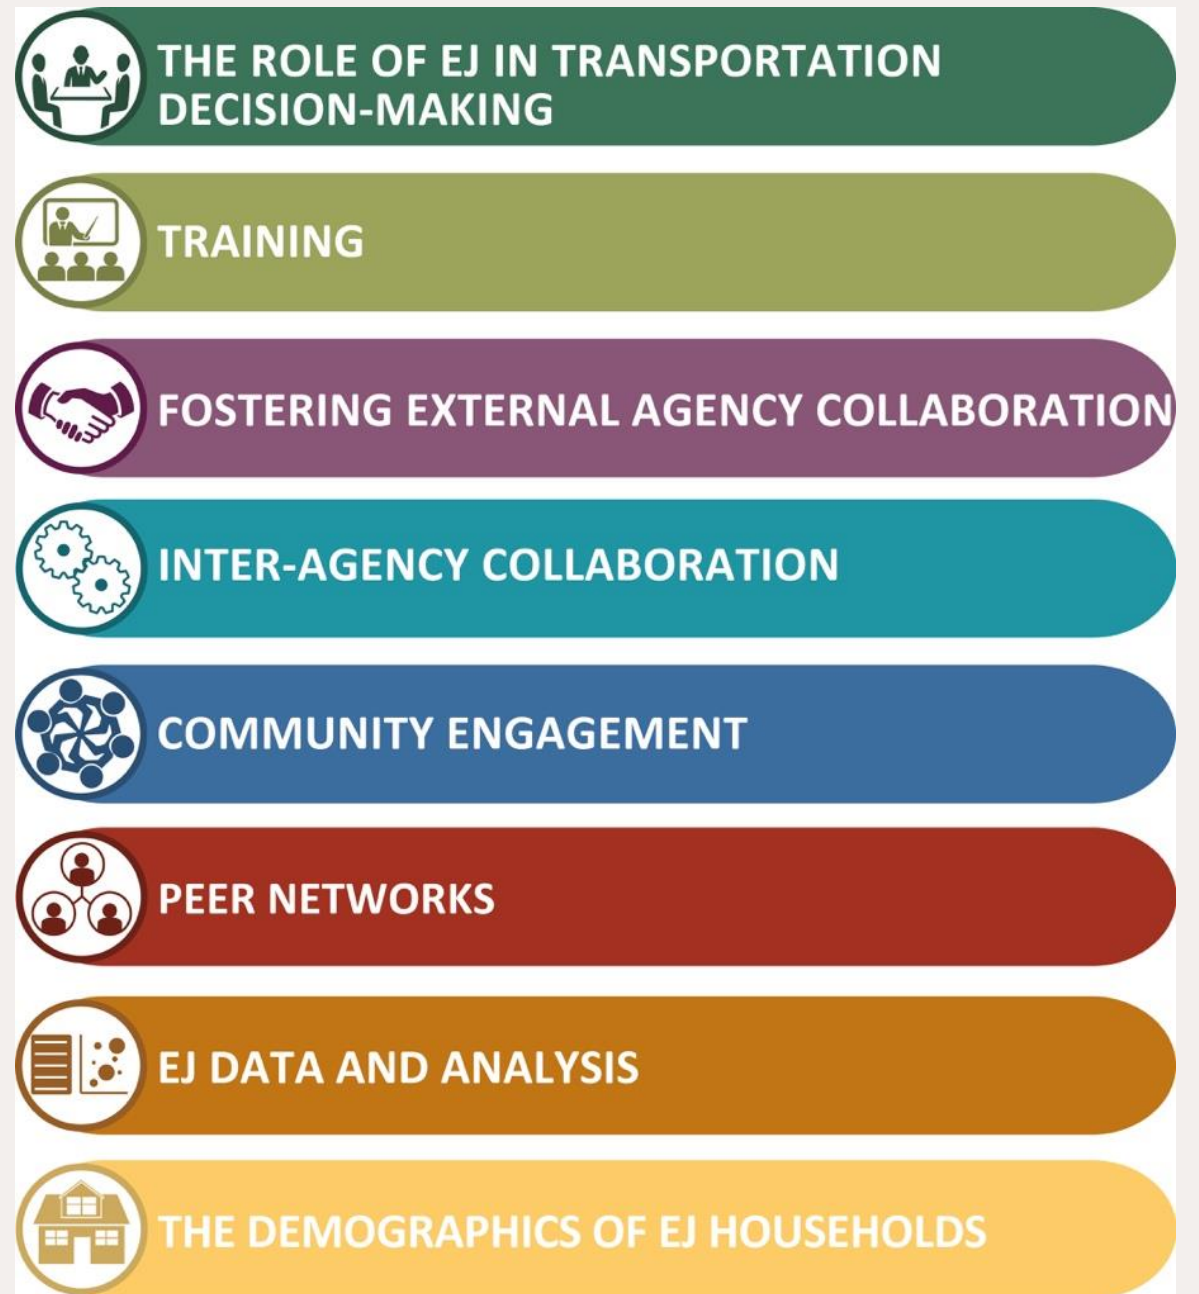 THE ROLE OF EJ IN TRANSPORTATION
DECISION-MAKING
TRAINING
FOSTERING EXTERNAL AGENCY COLLABORATION
INTER-AGENCY COLLABORATION
COMMUNITY ENGAGEMENT
PEER NETWORKS
EJ DATA AND ANALYSIS
THE DEMOGRAPHICS OF EJ HOUSEHOLDS